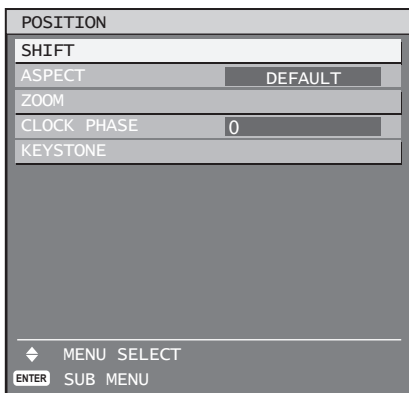 POSITION
SHIFT
ASPECT DEFAULT
ZOOM
CLOCK PHASE 0
KEYSTONE
MENU SELECT
ENTER SUB MENU